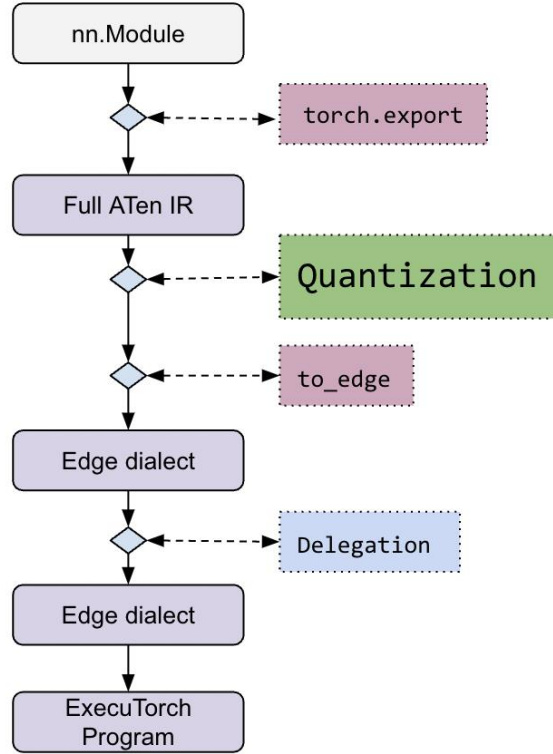 nn.Module
torch.export
Full ATen IR
Quantization
to_edge
Edge dialect
Delegation
Edge dialect
ExecuTorch
Program